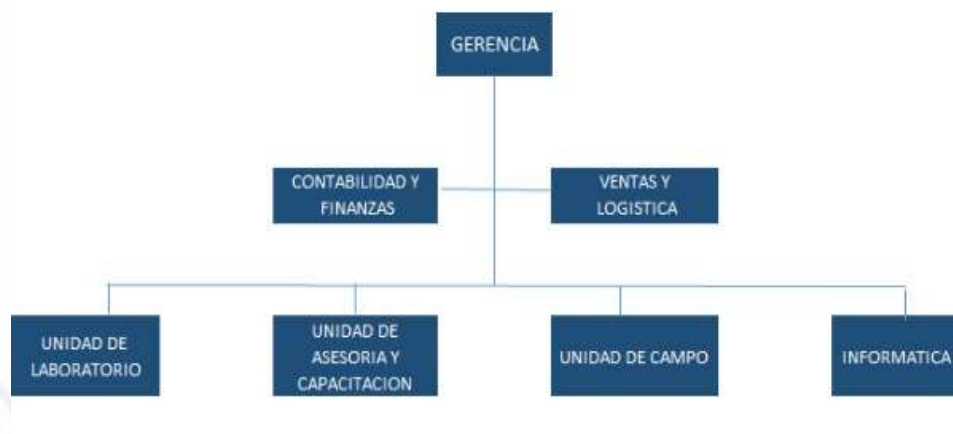 GERENCIA
CONTABILIDAD Y
FINANZAS
VENTAS Y
LOGISTICA
UNIDAD DE
LABORATORIO
UNIDAD DE
ASESORIA Y
CAPACITACION
UNIDAD DE CAMPO
INFORMATICA